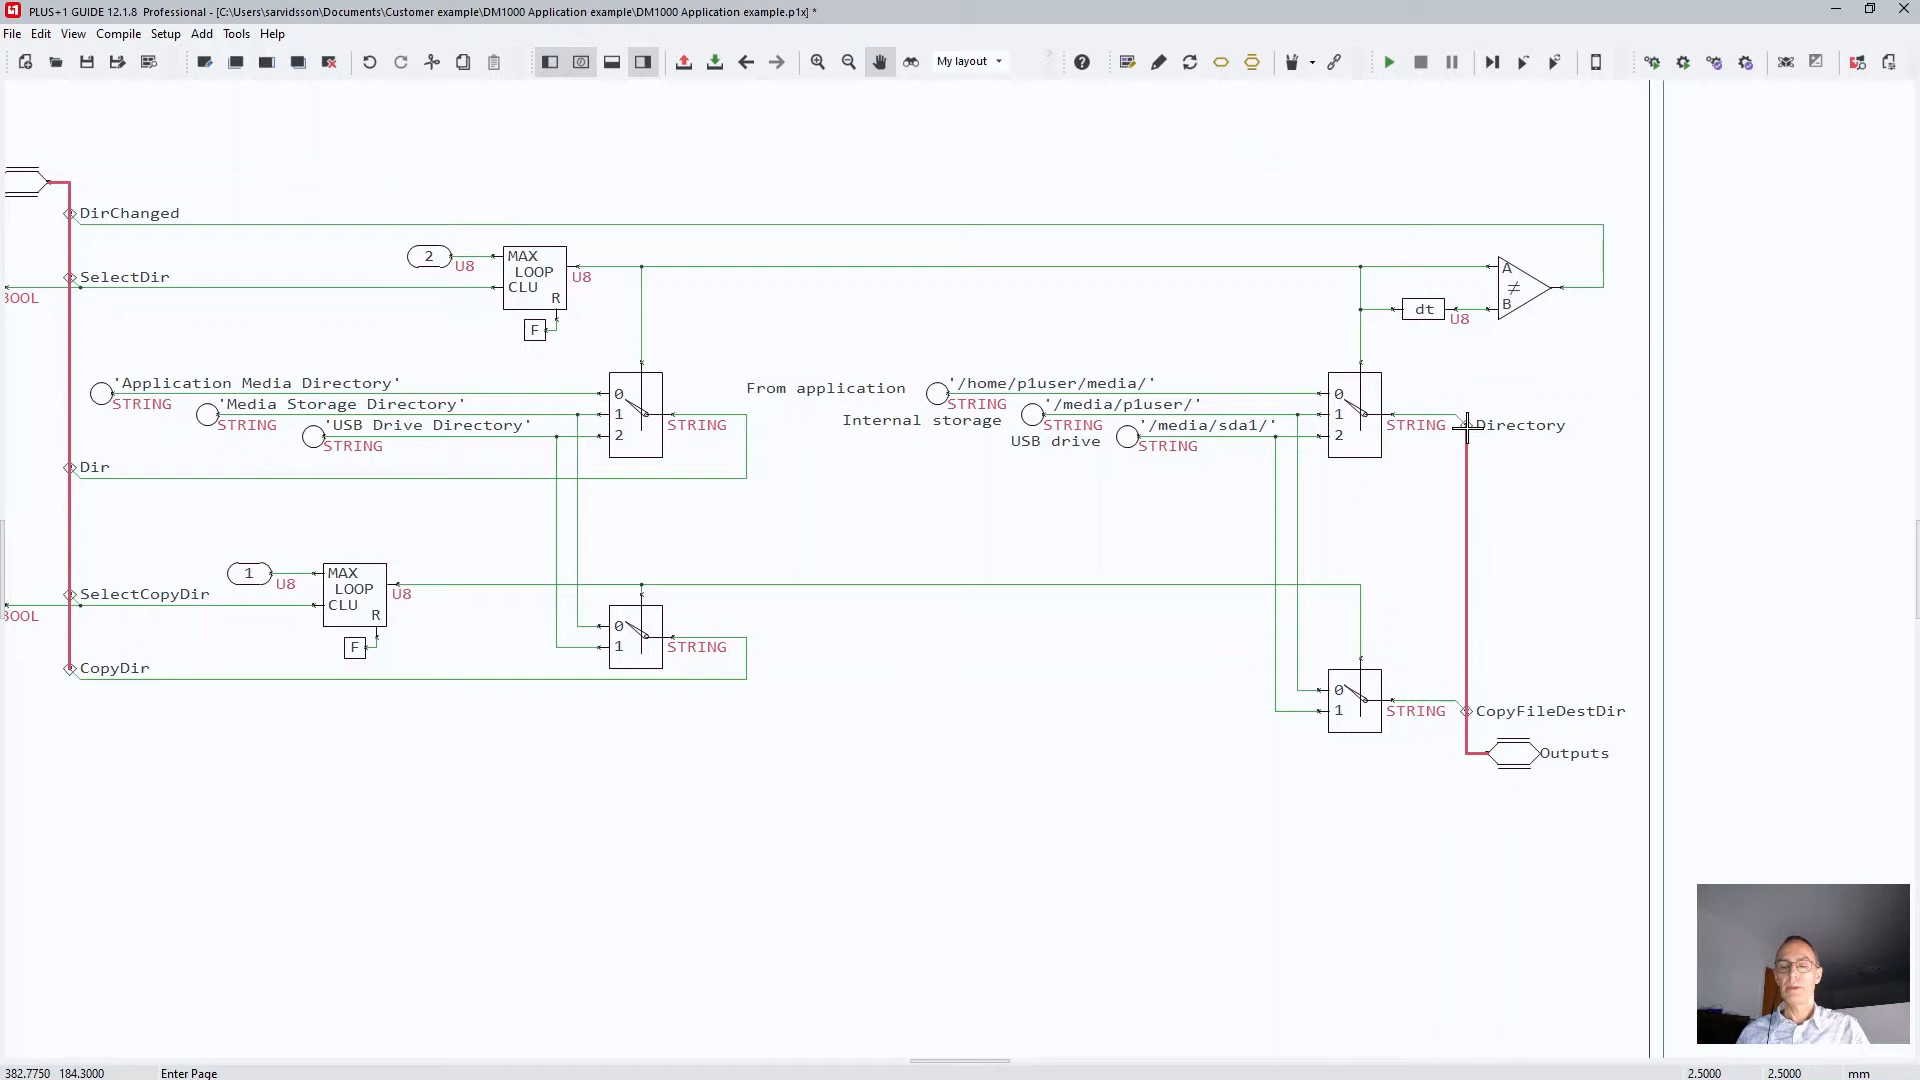 PLUS+1 GUIDE 12.1.8 Professional - [C:\Users\sarvidsson\Documents\Customer example\DM1000 Application example\DM1000 Application example.p1x] *
File Edit View Compile Setup Add Tools Help
My layout
DirChanged
2 U8 MAX LOOP CLU R U8
SelectDir
BOOL
F
A ≠ B
dt U8
'Application Media Directory'
STRING
'Media Storage Directory'
STRING
'USB Drive Directory'
STRING
0
1 STRING
2
From application '/home/p1user/media/'
STRING
Internal storage '/media/p1user/'
STRING
USB drive '/media/sda1/'
STRING
0
1 STRING Directory
2
Dir
1 U8 MAX LOOP CLU R U8
SelectCopyDir
BOOL
F
0
1 STRING
CopyDir
0
1 STRING CopyFileDestDir
Outputs
382.7750 184.3000 Enter Page 2.5000 2.5000 mm